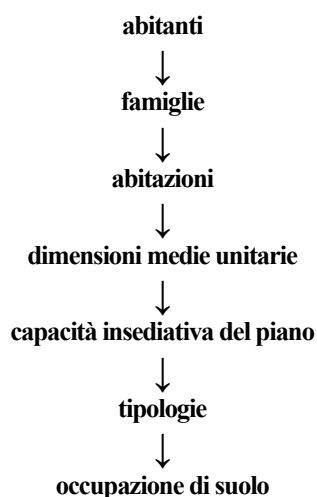 abitanti
famiglie
abitazioni
dimensioni medie unitarie
capacità insediativa del piano
tipologie
occupazione di suolo